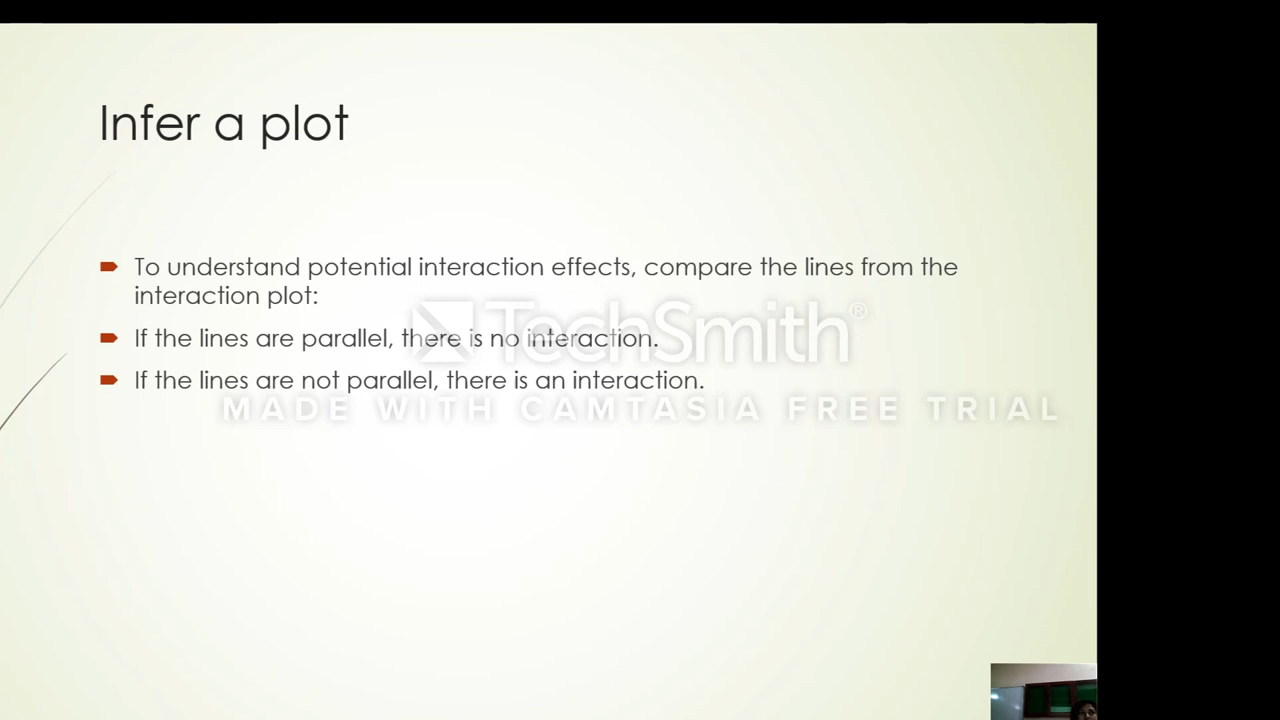 Infer a plot
To understand potential interaction effects, compare the lines from the
interaction plot:
If the lines are parallel, there is no interaction.
If the lines are not parallel, there is an interaction.
TechSmith®
MADE WITH CAMTASIA FREE TRIAL